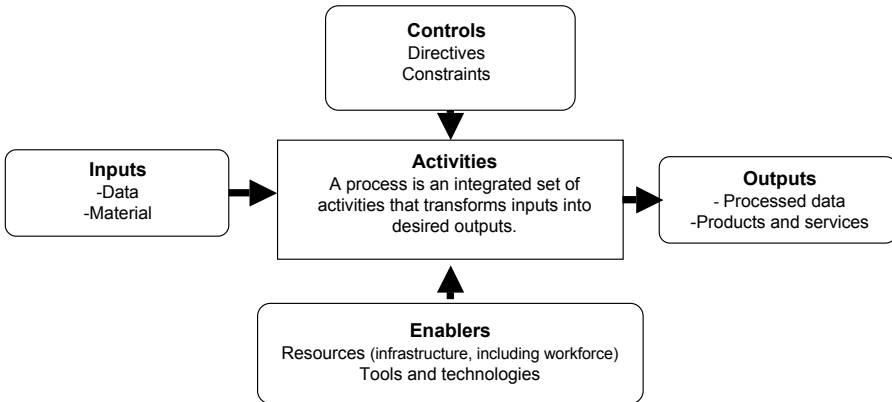 Controls
Directives
Constraints
Inputs
-Data
-Material
Activities
A process is an integrated set of
activities that transforms inputs into
desired outputs.
Outputs
- Processed data
-Products and services
Enablers
Resources (infrastructure, including workforce)
Tools and technologies